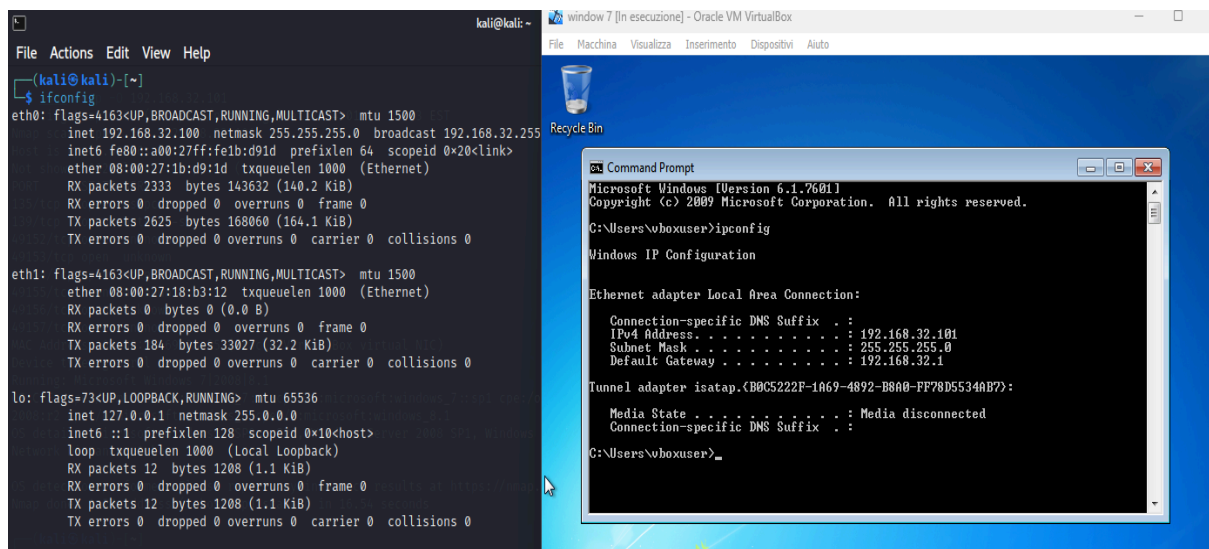 kali@kali: ~
File Actions Edit View Help
┌──(kali㉿kali)-[~]
└─$ ifconfig
eth0: flags=4163<UP,BROADCAST,RUNNING,MULTICAST> mtu 1500
inet 192.168.32.100 netmask 255.255.255.0 broadcast 192.168.32.255
inet6 fe80::a00:27ff:fe1b:d91d prefixlen 64 scopeid 0×20<link>
ether 08:00:27:1b:d9:1d txqueuelen 1000 (Ethernet)
RX packets 2333 bytes 143632 (140.2 KiB)
RX errors 0 dropped 0 overruns 0 frame 0
TX packets 2625 bytes 168060 (164.1 KiB)
TX errors 0 dropped 0 overruns 0 carrier 0 collisions 0
eth1: flags=4163<UP,BROADCAST,RUNNING,MULTICAST> mtu 1500
ether 08:00:27:18:b3:12 txqueuelen 1000 (Ethernet)
RX packets 0 bytes 0 (0.0 B)
RX errors 0 dropped 0 overruns 0 frame 0
TX packets 184 bytes 33027 (32.2 KiB)
TX errors 0 dropped 0 overruns 0 carrier 0 collisions 0
lo: flags=73<UP,LOOPBACK,RUNNING> mtu 65536
inet 127.0.0.1 netmask 255.0.0.0
inet6 ::1 prefixlen 128 scopeid 0×10<host>
loop txqueuelen 1000 (Local Loopback)
RX packets 12 bytes 1208 (1.1 KiB)
RX errors 0 dropped 0 overruns 0 frame 0
TX packets 12 bytes 1208 (1.1 KiB)
TX errors 0 dropped 0 overruns 0 carrier 0 collisions 0
window 7 [In esecuzione] - Oracle VM VirtualBox
File Macchina Visualizza Inserimento Dispositivi Aiuto
Recycle Bin
Command Prompt
Microsoft Windows [Version 6.1.7601]
Copyright (c) 2009 Microsoft Corporation. All rights reserved.
C:\Users\vboxuser>ipconfig
Windows IP Configuration
Ethernet adapter Local Area Connection:
Connection-specific DNS Suffix . :
IPv4 Address. . . . . . . . . . . : 192.168.32.101
Subnet Mask . . . . . . . . . . . : 255.255.255.0
Default Gateway . . . . . . . . . : 192.168.32.1
Tunnel adapter isatap.{B0C5222F-1A69-4892-B8A0-FF78D5534AB7}:
Media State . . . . . . . . . . . : Media disconnected
Connection-specific DNS Suffix . :
C:\Users\vboxuser>_